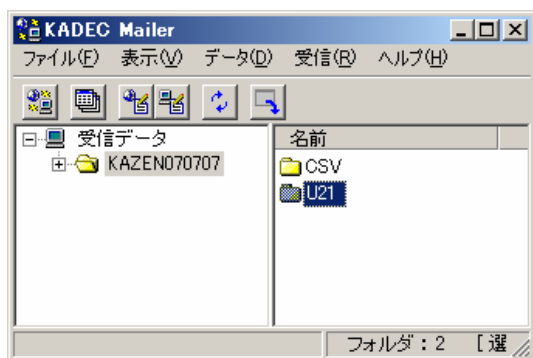 KADEC Mailer
ファイル(F) 表示(V) データ(D) 受信(R) ヘルプ(H)
受信データ
KAZEN070707
名前
CSV
U21
フォルダ：2 [選